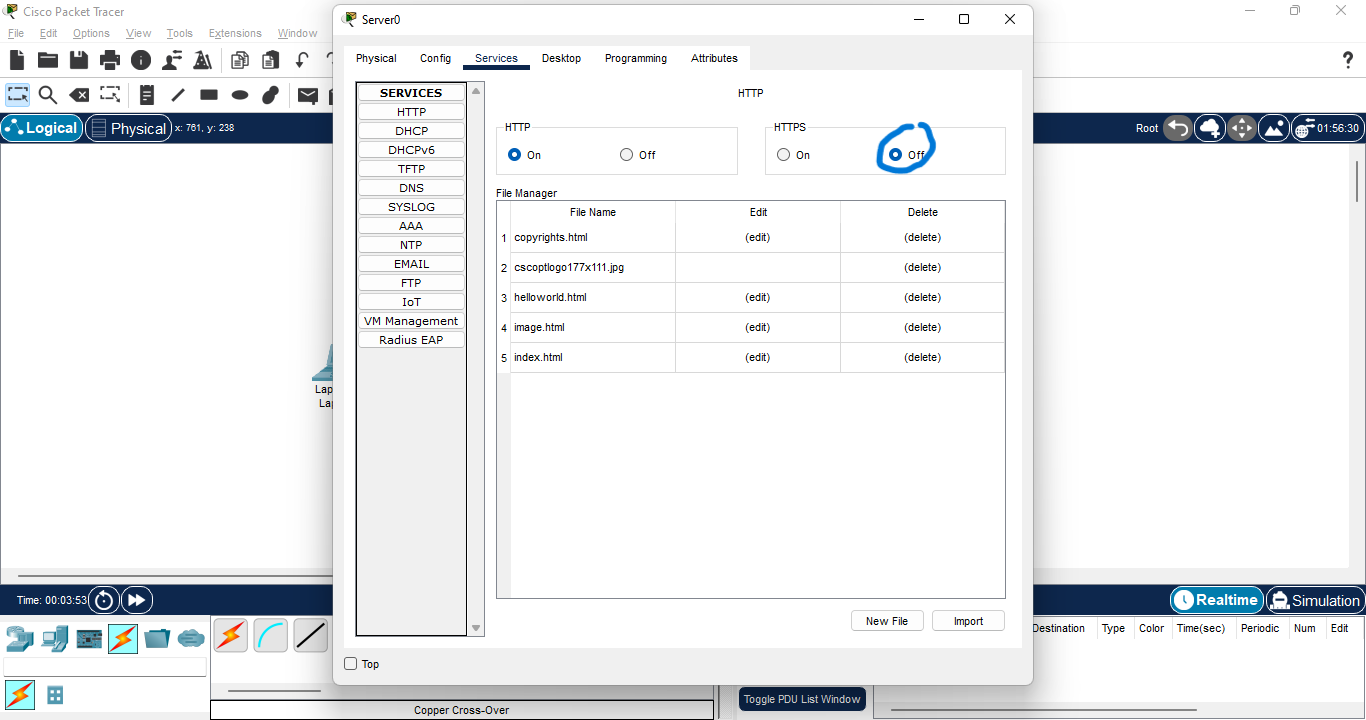 Cisco Packet Tracer
File Edit Options View Tools Extensions Window
Logical Physical x: 761, y: 238
Root 01:56:30
Server0
Physical Config Services Desktop Programming Attributes
SERVICES
HTTP
DHCP
DHCPv6
TFTP
DNS
SYSLOG
AAA
NTP
EMAIL
FTP
IoT
VM Management
Radius EAP
HTTP
HTTP
On Off
HTTPS
On Off
File Manager
File Name Edit Delete
1 copyrights.html (edit) (delete)
2 cscoptlogo177x111.jpg (delete)
3 helloworld.html (edit) (delete)
4 image.html (edit) (delete)
5 index.html (edit) (delete)
New File Import
Top
Lap
Lap
Time: 00:03:53
Realtime Simulation
Destination Type Color Time(sec) Periodic Num Edit
Toggle PDU List Window
Copper Cross-Over